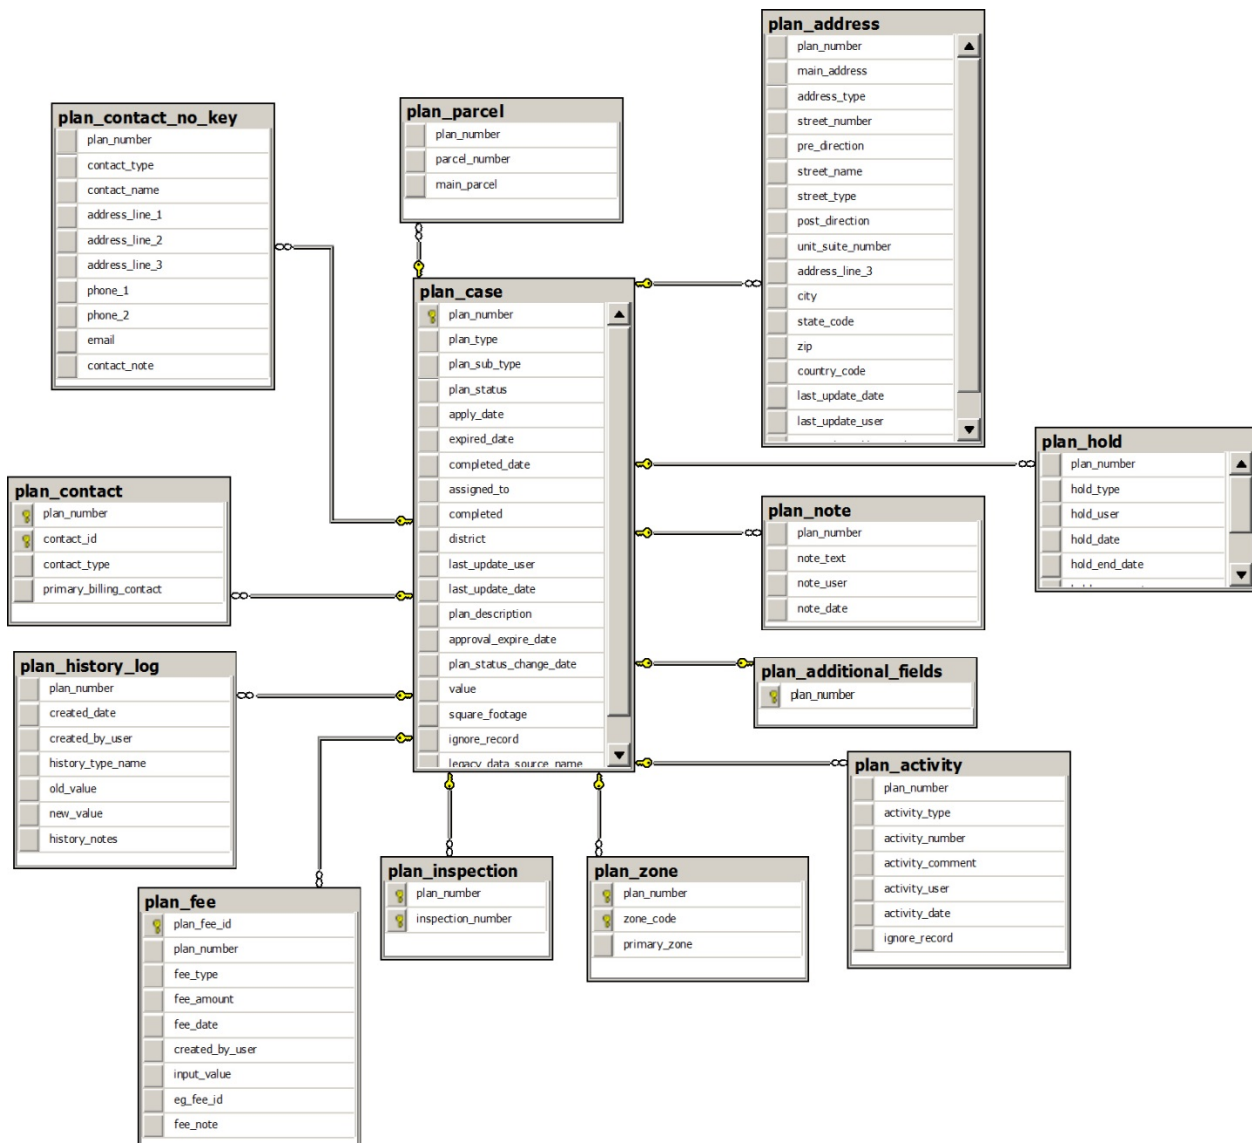 plan_address
plan_number
main_address
address_type
street_number
pre_direction
street_name
street_type
post_direction
unit_suite_number
address_line_3
city
state_code
zip
country_code
last_update_date
last_update_user
plan_parcel
plan_number
parcel_number
main_parcel
plan_contact_no_key
plan_number
contact_type
contact_name
address_line_1
address_line_2
address_line_3
phone_1
phone_2
email
contact_note
plan_case
plan_number
plan_type
plan_sub_type
plan_status
apply_date
expired_date
completed_date
assigned_to
completed
district
last_update_user
last_update_date
plan_description
approval_expire_date
plan_status_change_date
value
square_footage
ignore_record
legacy_data_source_name
plan_hold
plan_number
hold_type
hold_user
hold_date
hold_end_date
plan_contact
plan_number
contact_id
contact_type
primary_billing_contact
plan_note
plan_number
note_text
note_user
note_date
plan_history_log
plan_number
created_date
created_by_user
history_type_name
old_value
new_value
history_notes
plan_additional_fields
plan_number
plan_activity
plan_number
activity_type
activity_number
activity_comment
activity_user
activity_date
ignore_record
plan_inspection
plan_number
inspection_number
plan_zone
plan_number
zone_code
primary_zone
plan_fee
plan_fee_id
plan_number
fee_type
fee_amount
fee_date
created_by_user
input_value
eg_fee_id
fee_note